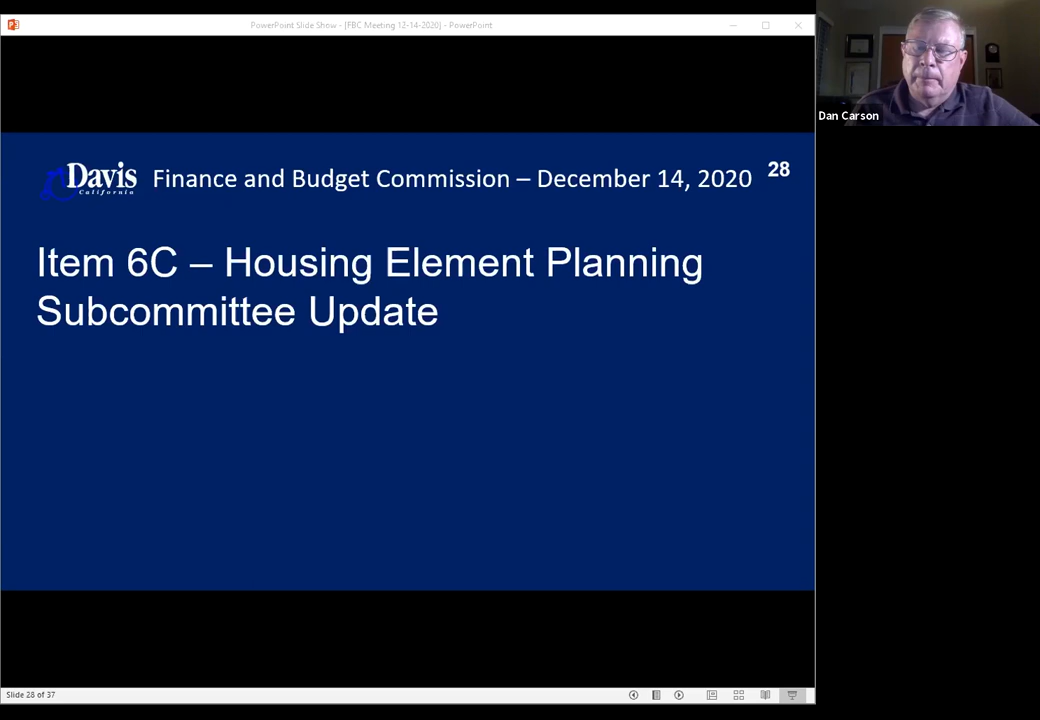 PowerPoint Slide Show - [FBC Meeting 12-14-2020] - PowerPoint
Dan Carson
Davis
California
Finance and Budget Commission – December 14, 2020
28
Item 6C – Housing Element Planning
Subcommittee Update
Slide 28 of 37